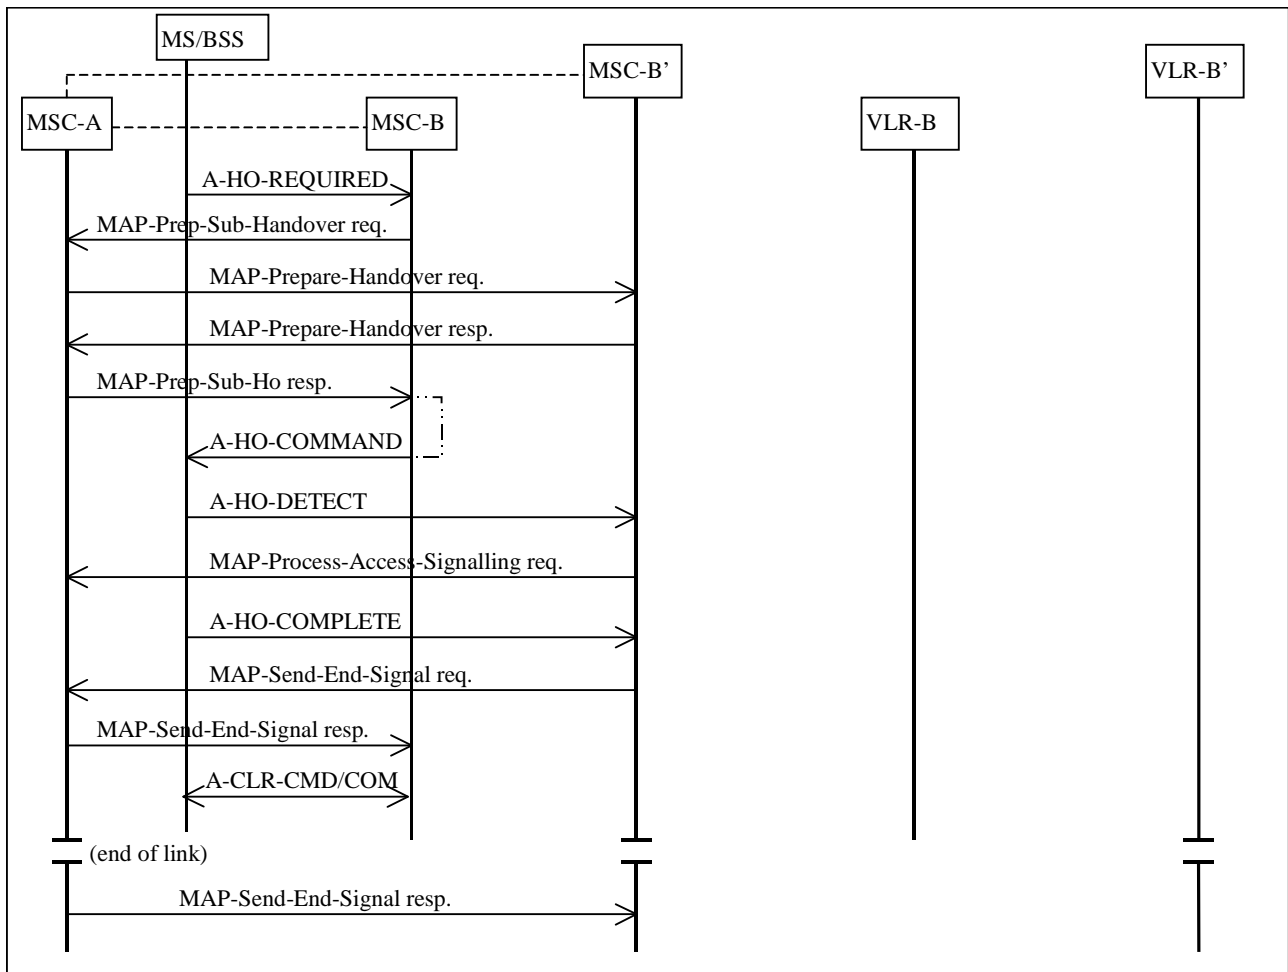 MS/BSS
MSC-B’
VLR-B’
MSC-A
MSC-B
VLR-B
A-HO-REQUIRED
MAP-Prep-Sub-Handover req.
MAP-Prepare-Handover req.
MAP-Prepare-Handover resp.
MAP-Prep-Sub-Ho resp.
A-HO-COMMAND
A-HO-DETECT
MAP-Process-Access-Signalling req.
A-HO-COMPLETE
MAP-Send-End-Signal req.
MAP-Send-End-Signal resp.
A-CLR-CMD/COM
(end of link)
MAP-Send-End-Signal resp.